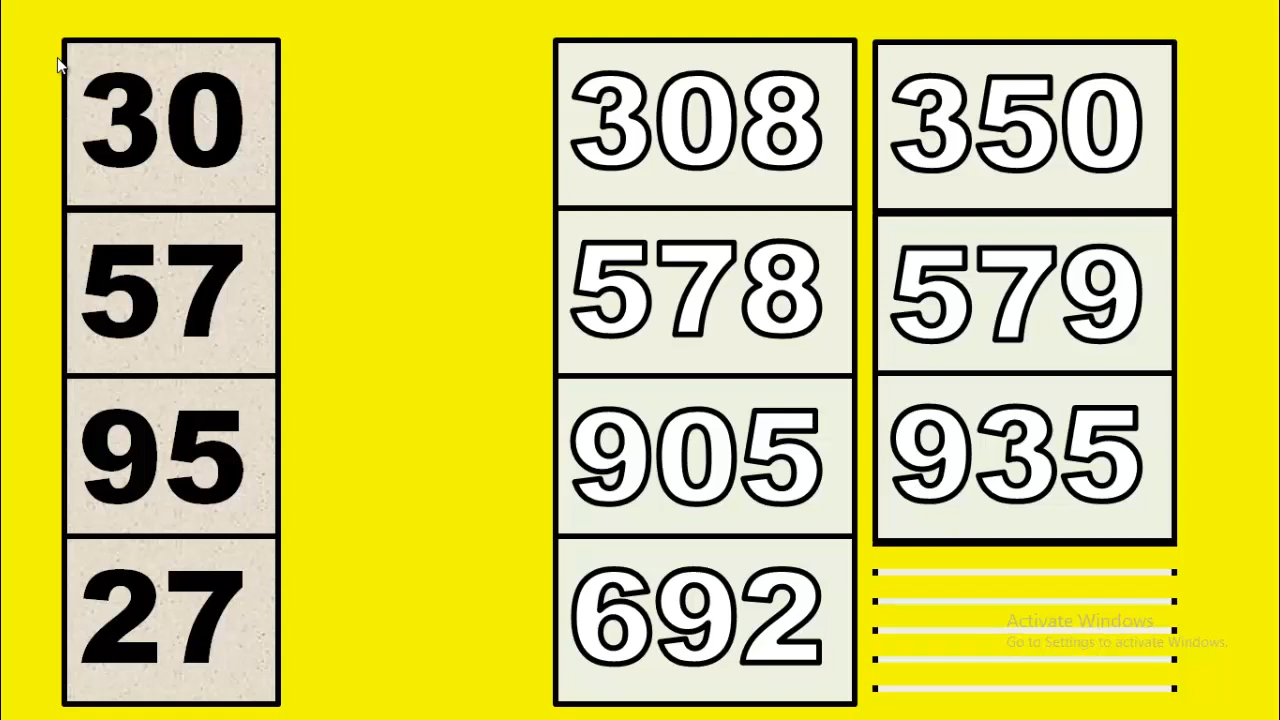 30 308 350
57 578 579
95 905 935
27 692
Activate Windows
Go to Settings to activate Windows.